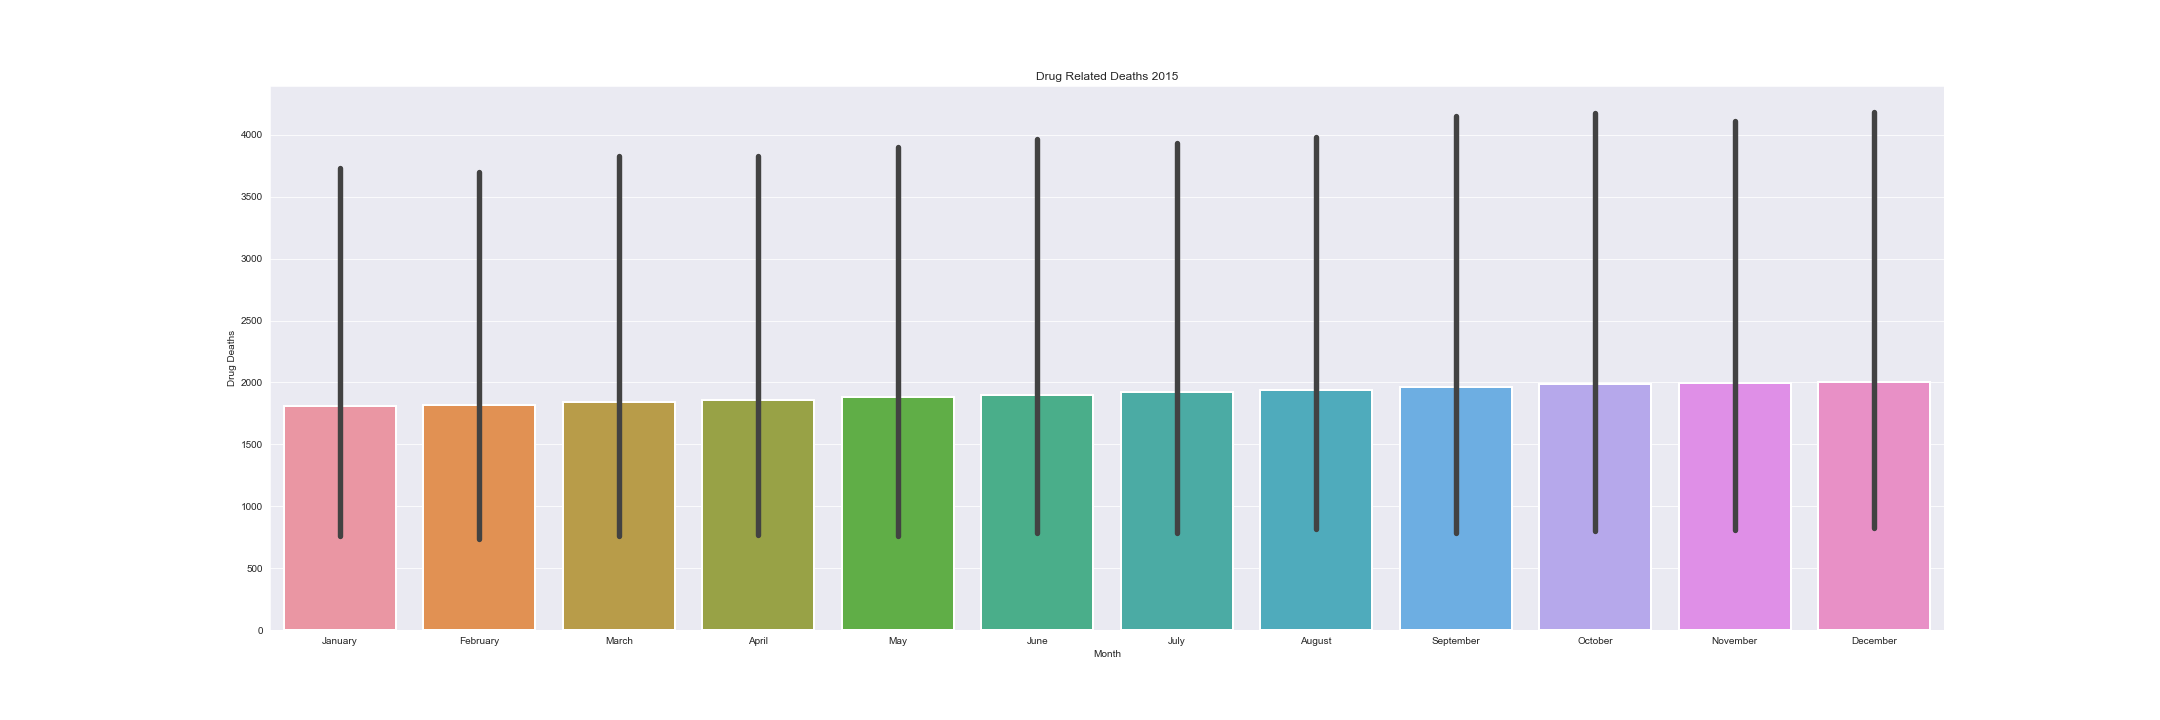 Drug Related Deaths 2015
4000
3500
3000
2500
2000
1500
1000
500
0
Drug Deaths
January February March April May June July August September October November December
Month